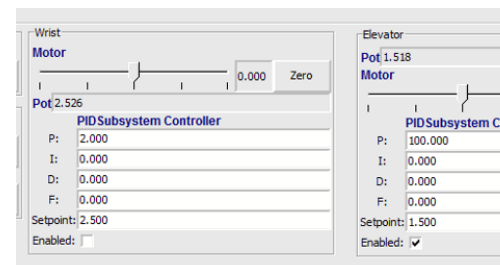 Wrist
Motor
0.000 Zero
Pot 2.526
PIDSubsystem Controller
P: 2.000
I: 0.000
D: 0.000
F: 0.000
Setpoint: 2.500
Enabled:
Elevator
Pot 1.518
Motor
PIDSubsystem C
P: 100.000
I: 0.000
D: 0.000
F: 0.000
Setpoint: 1.500
Enabled: